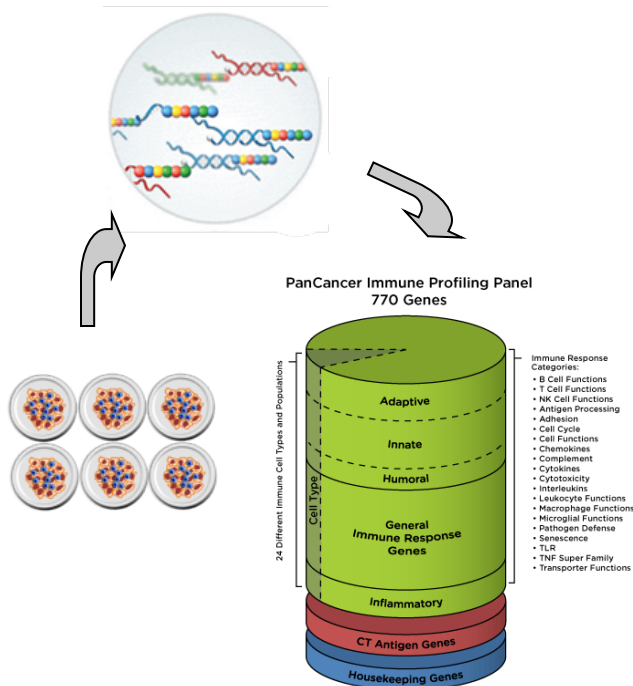 PanCancer Immune Profiling Panel
770 Genes
24 Different Immune Cell Types and Populations
Cell Type
Adaptive
Innate
Humoral
General
Immune Response
Genes
Inflammatory
CT Antigen Genes
Housekeeping Genes
Immune Response
Categories:
• B Cell Functions
• T Cell Functions
• NK Cell Functions
• Antigen Processing
• Adhesion
• Cell Cycle
• Cell Functions
• Chemokines
• Complement
• Cytokines
• Cytotoxicity
• Interleukins
• Leukocyte Functions
• Macrophage Functions
• Microglial Functions
• Pathogen Defense
• Senescence
• TLR
• TNF Super Family
• Transporter Functions